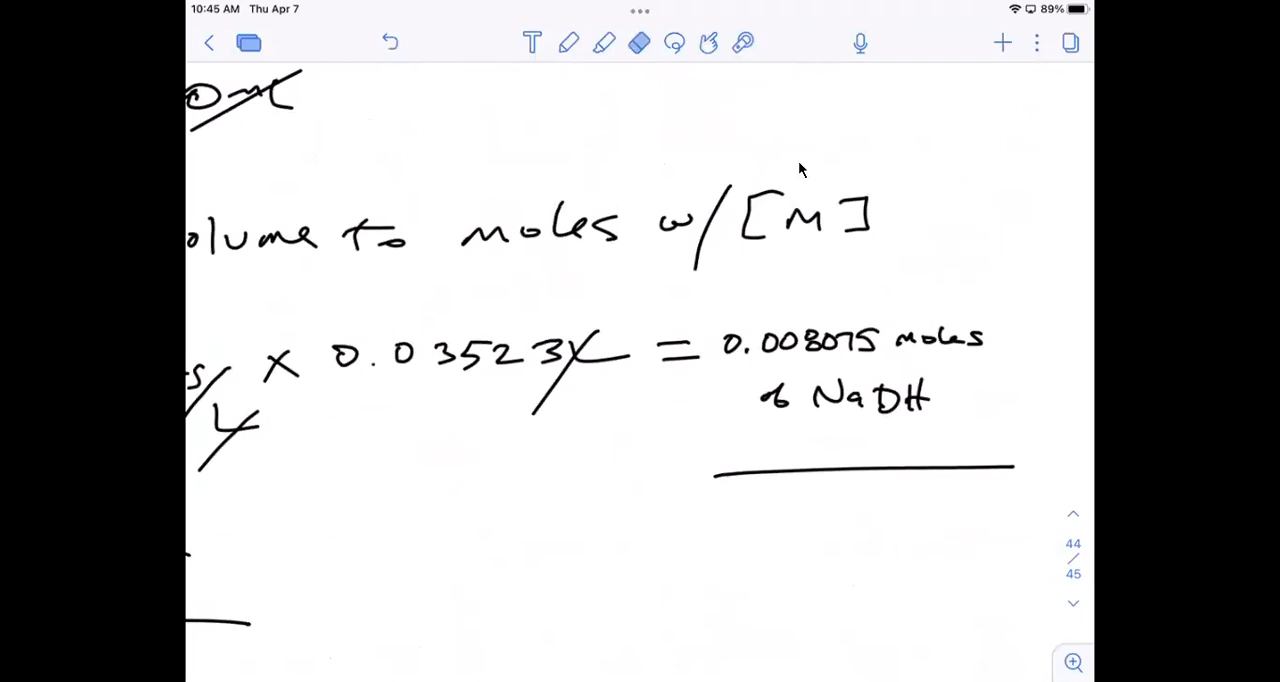 10:45 AM Thu Apr 7
89%
olume to moles w/ [M]
s x 0.03523 L = 0.008075 moles
L of NaOH
44
45